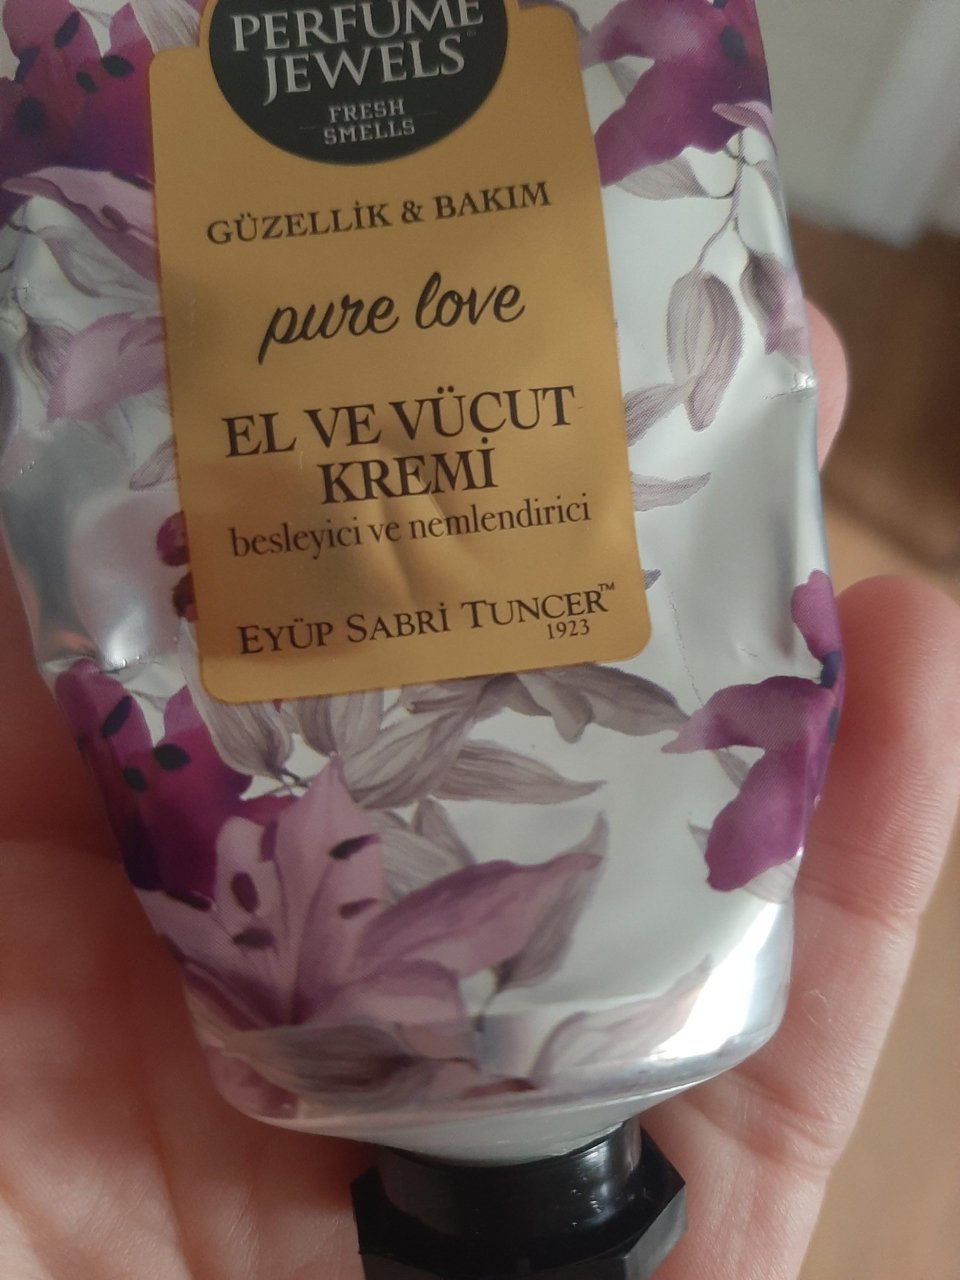 PERFUME
JEWELS
FRESH
SMELLS
GÜZELLİK & BAKIM
pure love
EL VE VÜCUT
KREMİ
besleyici ve nemlendirici
EYÜP SABRİ TUNCER™
1923